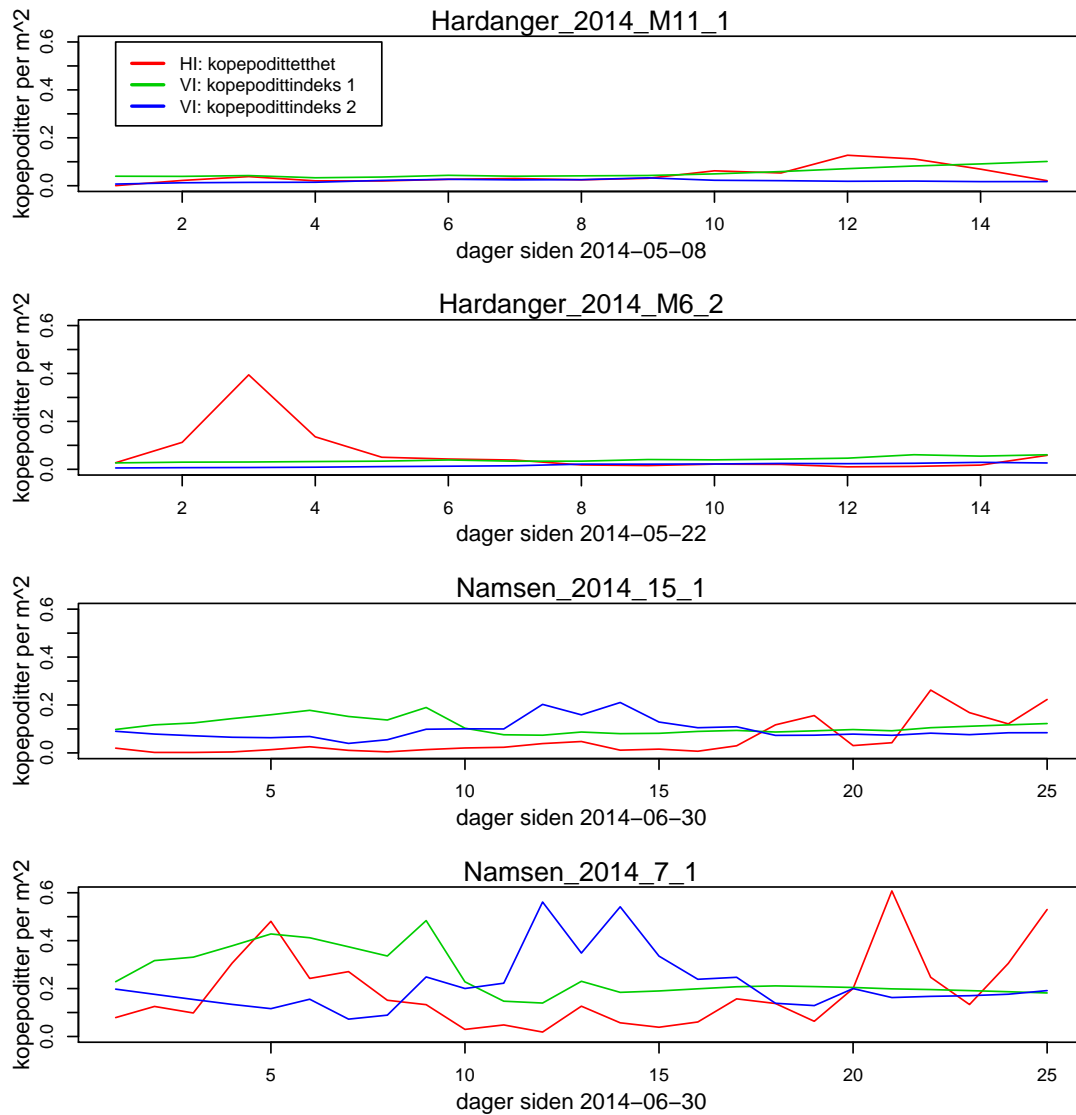 Hardanger_2014_M11_1
kopepoditter per m^2
0.0 0.2 0.4 0.6
HI: kopepodittetthet
VI: kopepodittindeks 1
VI: kopepodittindeks 2
2 4 6 8 10 12 14
dager siden 2014−05−08
Hardanger_2014_M6_2
kopepoditter per m^2
0.0 0.2 0.4 0.6
2 4 6 8 10 12 14
dager siden 2014−05−22
Namsen_2014_15_1
kopepoditter per m^2
0.0 0.2 0.4 0.6
5 10 15 20 25
dager siden 2014−06−30
Namsen_2014_7_1
kopepoditter per m^2
0.0 0.2 0.4 0.6
5 10 15 20 25
dager siden 2014−06−30